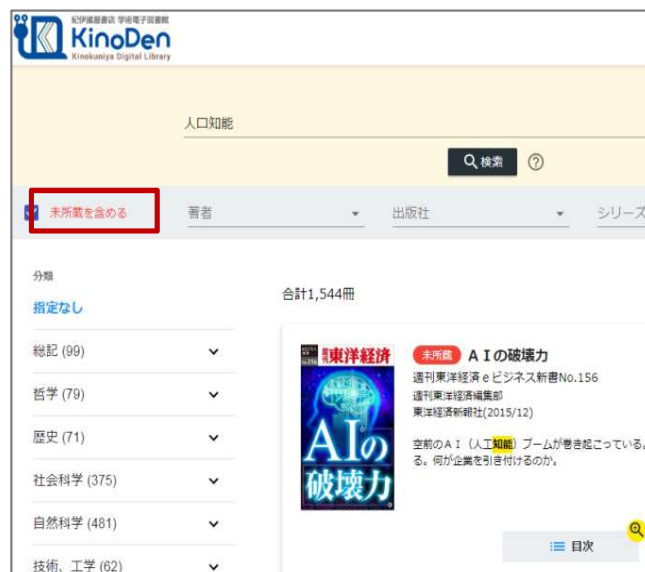 紀伊國屋書店 学術電子図書館
KinoDen
Kinokuniya Digital Library
人口知能
検索 ?
未所蔵を含める 著者 出版社 シリーズ
分類
指定なし
合計1,544冊
総記 (99)
哲学 (79)
歴史 (71)
社会科学 (375)
自然科学 (481)
技術、工学 (62)
週刊東洋経済
AIの
破壊力
未所蔵 AIの破壊力
週刊東洋経済eビジネス新書No.156
週刊東洋経済編集部
東洋経済新報社(2015/12)
空前のAI(人工知能)ブームが巻き起こっている。
る。何が企業を引き付けるのか。
目次